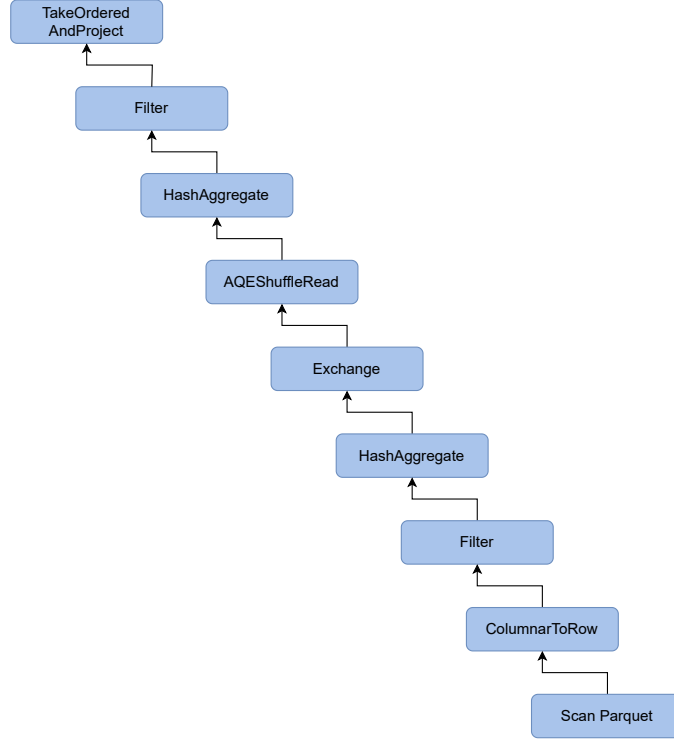 TakeOrdered
AndProject
Filter
HashAggregate
AQEShuffleRead
Exchange
HashAggregate
Filter
ColumnarToRow
Scan Parquet